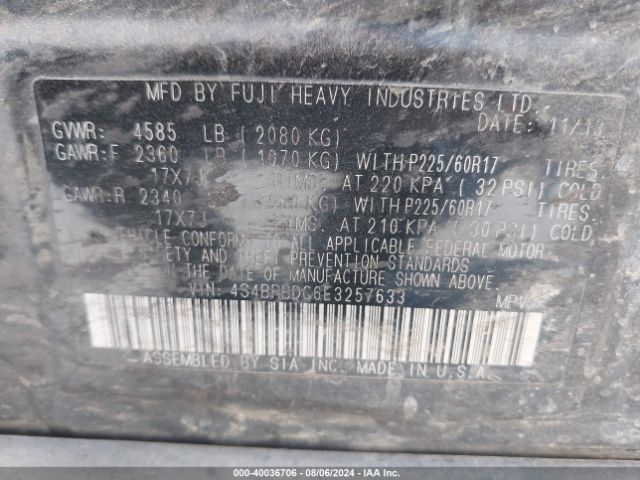 MFD BY FUJI HEAVY INDUSTRIES LTD.
DATE: 11/13
GVWR: 4585 LB (2080 KG)
GAWR:F 2360 LB (1070 KG) WITH P225/60R17 TIRES.
17X7J RIMS AT 220 KPA (32 PSI) COLD
GAWR:R 2340 WITH P225/60R17 TIRES.
17X7J RIMS AT 210 KPA (30 PSI) COLD.
VEHICLE CONFORMS TO ALL APPLICABLE FEDERAL MOTOR
SAFETY AND THEFT PREVENTION STANDARDS
THE DATE OF MANUFACTURE SHOWN ABOVE.
VIN: 4S4BRBDC6E3257633 MPV
ASSEMBLED BY SIA INC. MADE IN U.S.A.
000-40036706 - 08/06/2024 - IAA Inc.